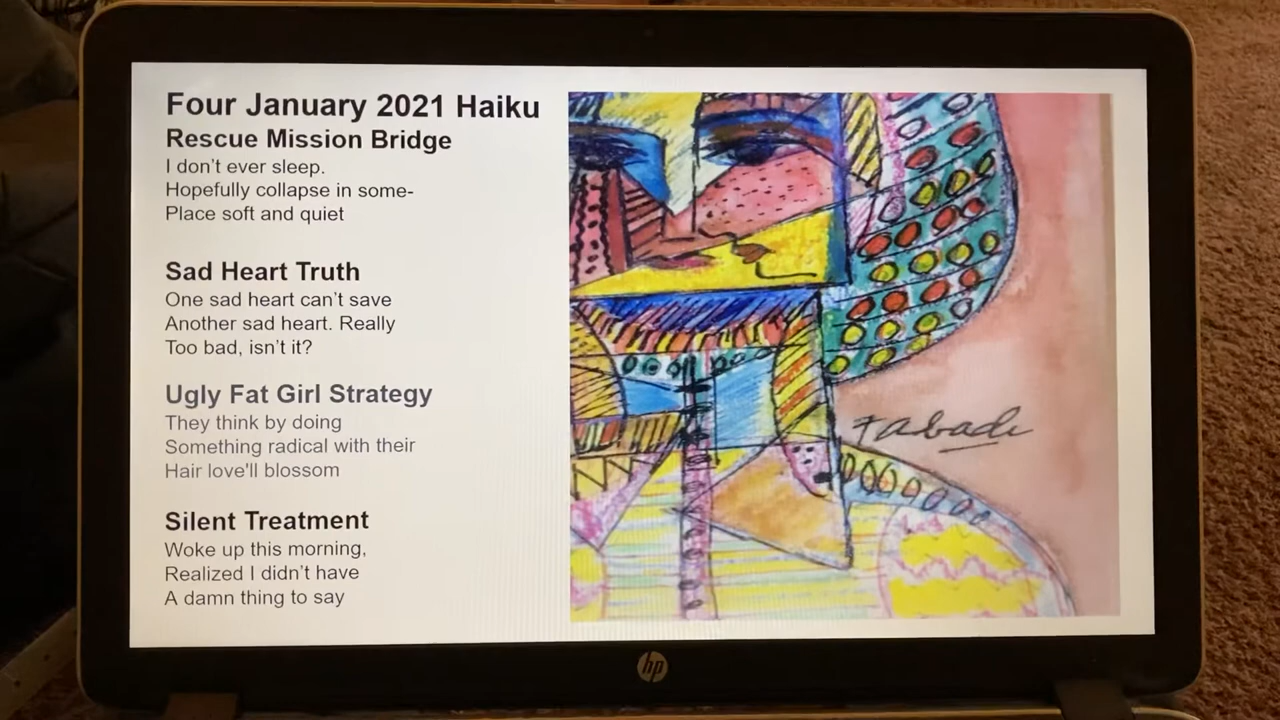 Four January 2021 Haiku
Rescue Mission Bridge
I don't ever sleep.
Hopefully collapse in some-
Place soft and quiet
Sad Heart Truth
One sad heart can't save
Another sad heart. Really
Too bad, isn't it?
Ugly Fat Girl Strategy
They think by doing
Something radical with their
Hair love'll blossom
Silent Treatment
Woke up this morning,
Realized I didn't have
A damn thing to say
hp